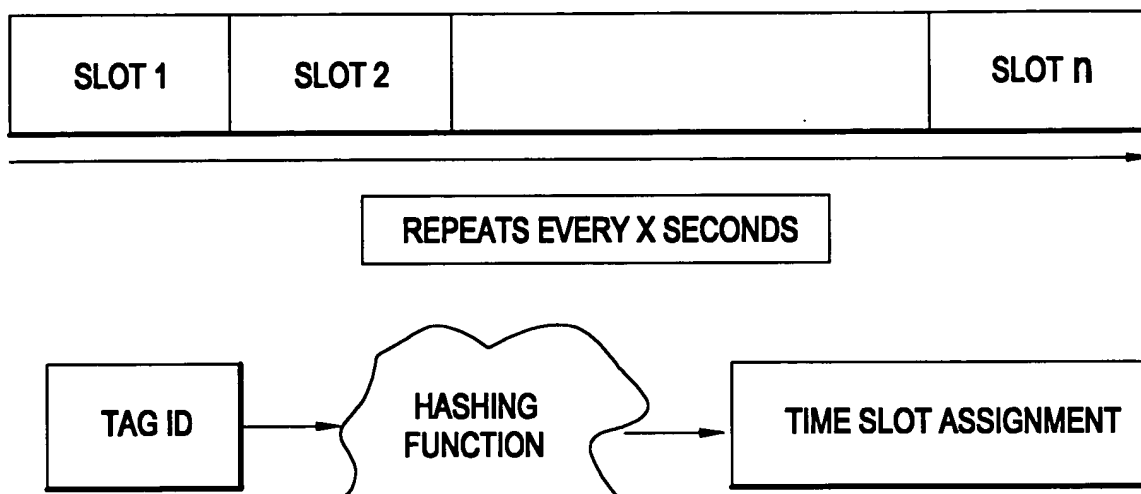 SLOT 1
SLOT 2
SLOT n
REPEATS EVERY X SECONDS
TAG ID
HASHING
FUNCTION
TIME SLOT ASSIGNMENT